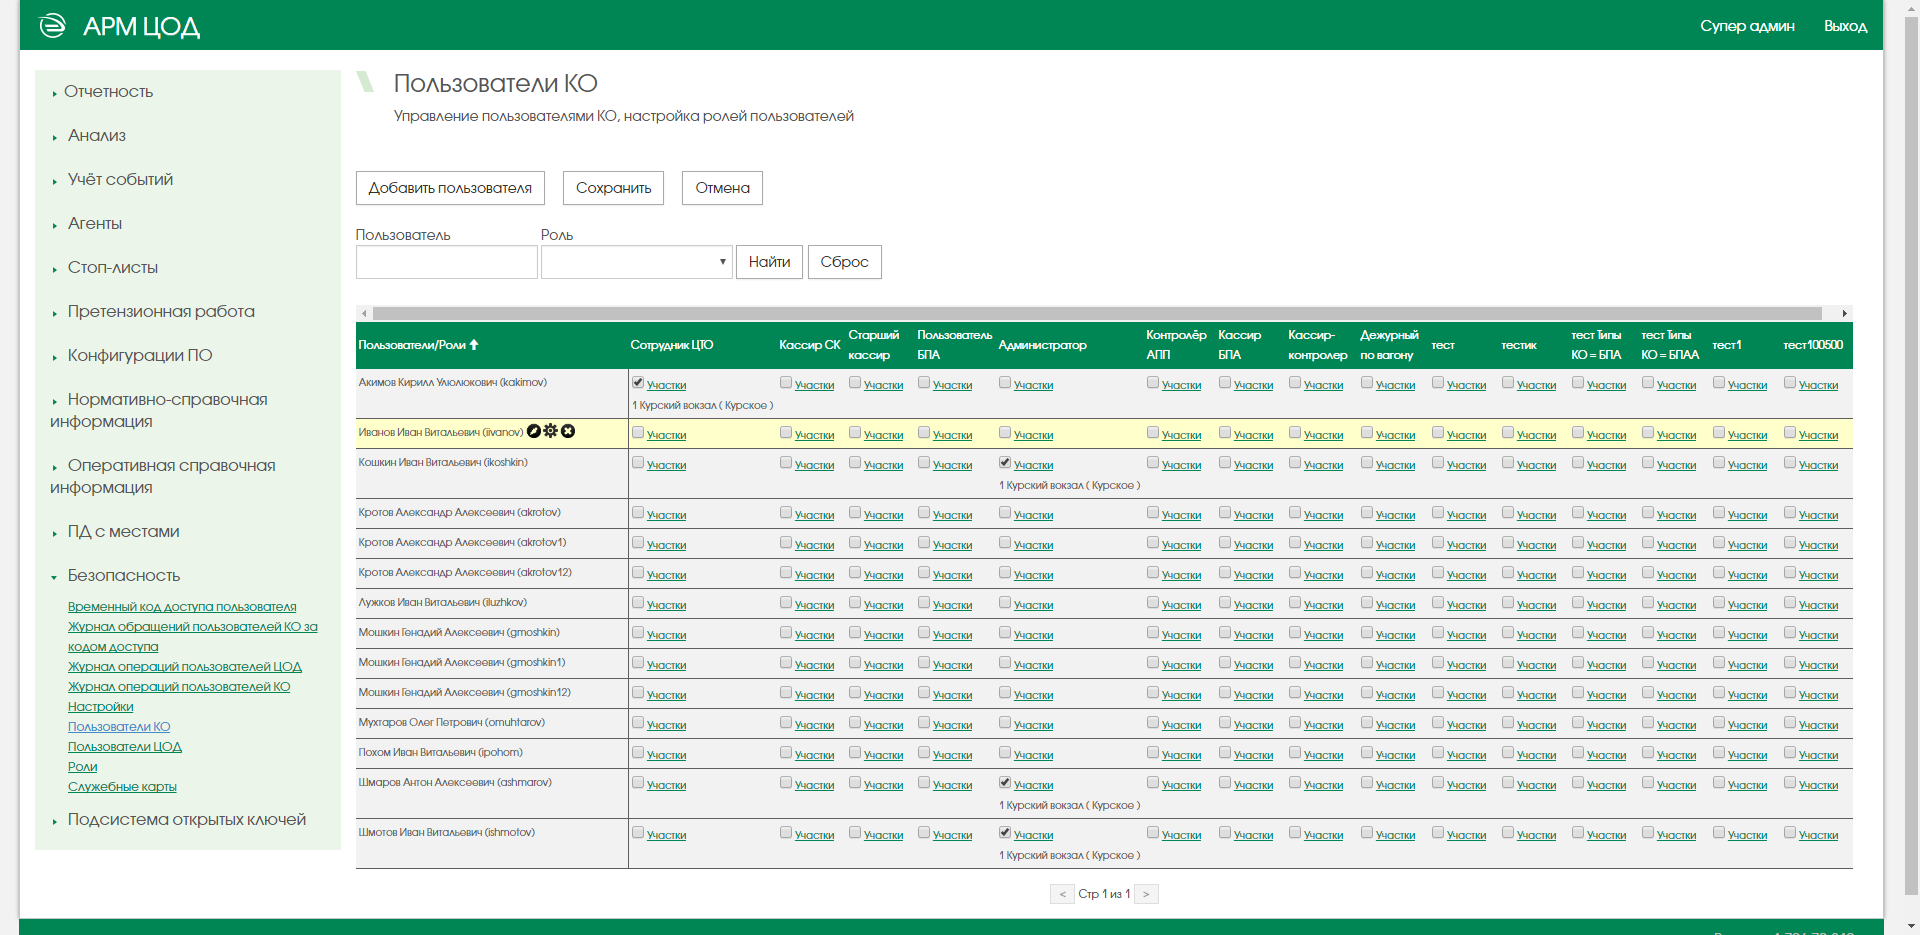 АРМ ЦОД
Супер админ Выход
Отчетность
Анализ
Учёт событий
Агенты
Стоп-листы
Претензионная работа
Конфигурации ПО
Нормативно-справочная
информация
Оперативная справочная
информация
ПД с местами
Безопасность
Временный код доступа пользователя
Журнал обращений пользователей КО за
кодом доступа
Журнал операций пользователей ЦОД
Журнал операций пользователей КО
Настройки
Пользователи КО
Пользователи ЦОД
Роли
Служебные карты
Подсистема открытых ключей
Пользователи КО
Управление пользователями КО, настройка ролей пользователей
Добавить пользователя Сохранить Отмена
Пользователь Роль
Найти Сброс
Пользователи/Роли Сотрудник ЦТО Кассир СК Старший кассир Пользователь БПА Администратор Контролёр АПП Кассир БПА Кассир-контролер Дежурный по вагону тест тестик тест Типы КО = БПА тест Типы КО = БПАА тест1 тест100500
Акимов Кирилл Улюлюкович (kakimov) Участки Участки Участки Участки Участки Участки Участки Участки Участки Участки Участки Участки Участки Участки Участки
1 Курский вокзал ( Курское )
Иванов Иван Витальевич (iivanov) Участки Участки Участки Участки Участки Участки Участки Участки Участки Участки Участки Участки Участки Участки Участки
Кошкин Иван Витальевич (ikoshkin) Участки Участки Участки Участки Участки Участки Участки Участки Участки Участки Участки Участки Участки Участки Участки
1 Курский вокзал ( Курское )
Кротов Александр Алексеевич (akrotov) Участки Участки Участки Участки Участки Участки Участки Участки Участки Участки Участки Участки Участки Участки Участки
Кротов Александр Алексеевич (akrotov1) Участки Участки Участки Участки Участки Участки Участки Участки Участки Участки Участки Участки Участки Участки Участки
Кротов Александр Алексеевич (akrotov12) Участки Участки Участки Участки Участки Участки Участки Участки Участки Участки Участки Участки Участки Участки Участки
Лужков Иван Витальевич (iluzhkov) Участки Участки Участки Участки Участки Участки Участки Участки Участки Участки Участки Участки Участки Участки Участки
Мошкин Генадий Алексеевич (gmoshkin) Участки Участки Участки Участки Участки Участки Участки Участки Участки Участки Участки Участки Участки Участки Участки
Мошкин Генадий Алексеевич (gmoshkin1) Участки Участки Участки Участки Участки Участки Участки Участки Участки Участки Участки Участки Участки Участки Участки
Мошкин Генадий Алексеевич (gmoshkin12) Участки Участки Участки Участки Участки Участки Участки Участки Участки Участки Участки Участки Участки Участки Участки
Мухтаров Олег Петрович (omuhtarov) Участки Участки Участки Участки Участки Участки Участки Участки Участки Участки Участки Участки Участки Участки Участки
Похом Иван Витальевич (ipohom) Участки Участки Участки Участки Участки Участки Участки Участки Участки Участки Участки Участки Участки Участки Участки
Шмаров Антон Алексеевич (ashmarov) Участки Участки Участки Участки Участки Участки Участки Участки Участки Участки Участки Участки Участки Участки Участки
1 Курский вокзал ( Курское )
Шмотов Иван Витальевич (ishmotov) Участки Участки Участки Участки Участки Участки Участки Участки Участки Участки Участки Участки Участки Участки Участки
1 Курский вокзал ( Курское )
< Стр 1 из 1 >